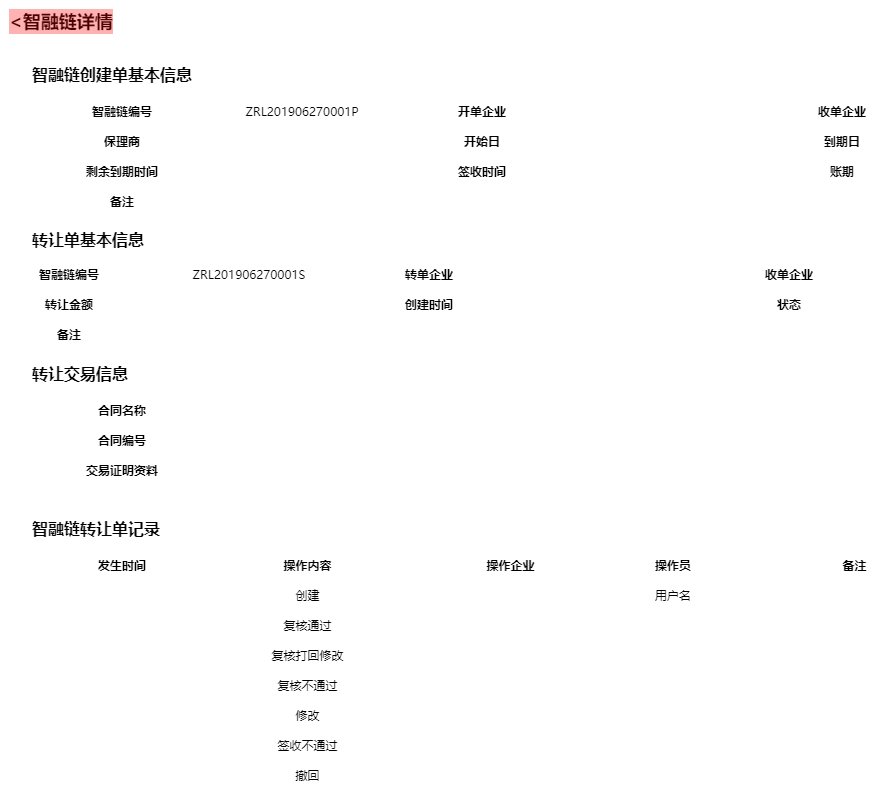 <智融链详情
智融链创建单基本信息
智融链编号 ZRL201906270001P 开单企业 收单企业
保理商 开始日 到期日
剩余到期时间 签收时间 账期
备注
转让单基本信息
智融链编号 ZRL201906270001S 转单企业 收单企业
转让金额 创建时间 状态
备注
转让交易信息
合同名称
合同编号
交易证明资料
智融链转让单记录
发生时间 操作内容 操作企业 操作员 备注
创建 用户名
复核通过
复核打回修改
复核不通过
修改
签收不通过
撤回